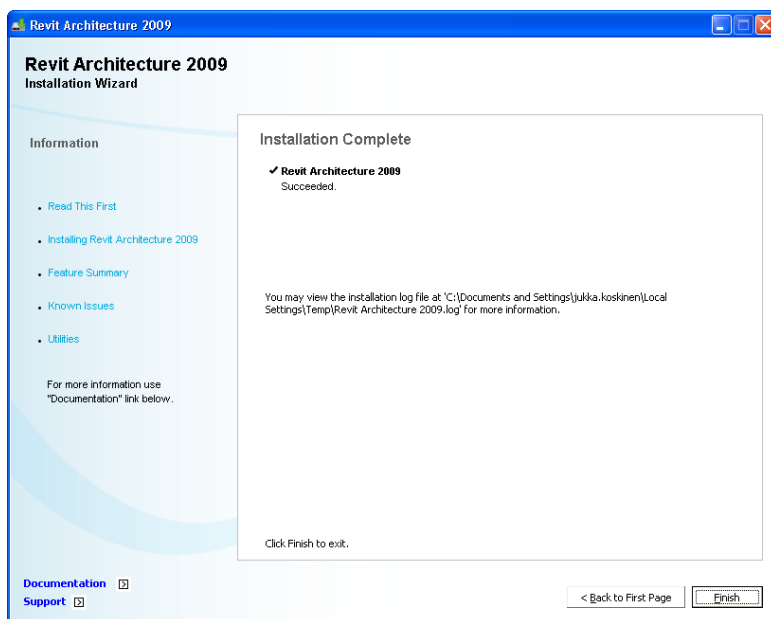 Revit Architecture 2009
Revit Architecture 2009
Installation Wizard
Information
Read This First
Installing Revit Architecture 2009
Feature Summary
Known Issues
Utilities
For more information use
"Documentation" link below.
Installation Complete
Revit Architecture 2009
Succeeded.
You may view the installation log file at 'C:\Documents and Settings\jukka.koskinen\Local
Settings\Temp\Revit Architecture 2009.log' for more information.
Click Finish to exit.
Documentation
Support
< Back to First Page
Finish